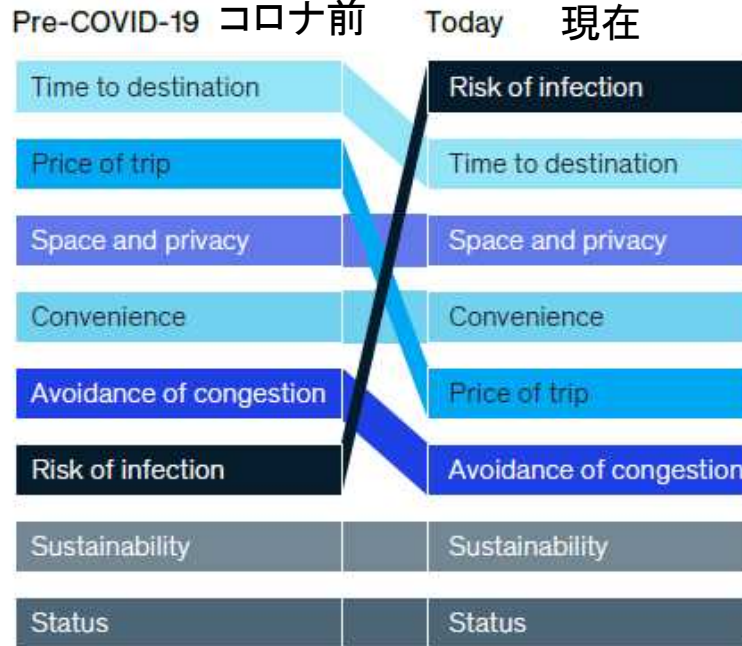 Pre-COVID-19 コロナ前 Today 現在
Time to destination Risk of infection
Price of trip Time to destination
Space and privacy Space and privacy
Convenience Convenience
Avoidance of congestion Price of trip
Risk of infection Avoidance of congestion
Sustainability Sustainability
Status Status